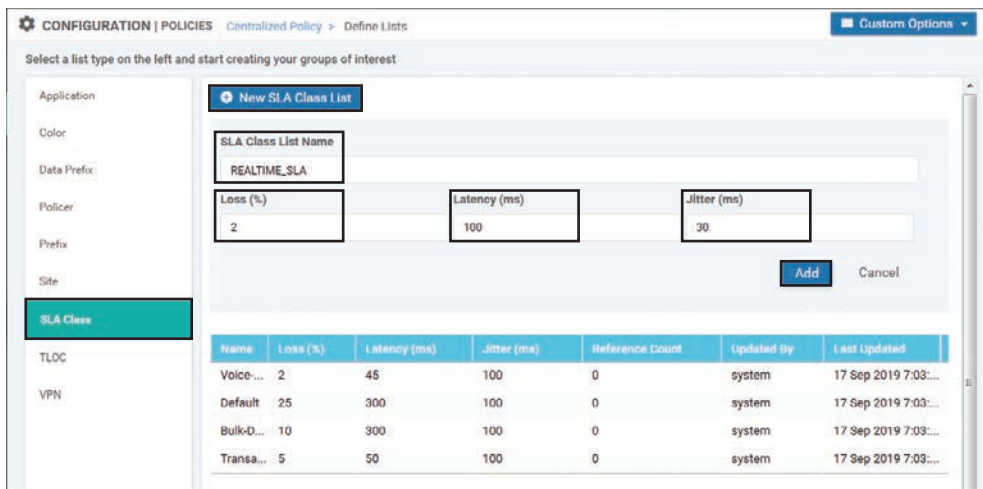 CONFIGURATION | POLICIES Centralized Policy > Define Lists
Custom Options
Select a list type on the left and start creating your groups of interest
Application
Color
Data Prefix
Policer
Prefix
Site
SLA Class
TLOC
VPN
New SLA Class List
SLA Class List Name
REALTIME_SLA
Loss (%) Latency (ms) Jitter (ms)
2 100 30
Add Cancel
Name Loss (%) Latency (ms) Jitter (ms) Reference Count Updated By Last Updated
Voice-... 2 45 100 0 system 17 Sep 2019 7:03:...
Default 25 300 100 0 system 17 Sep 2019 7:03:...
Bulk-D... 10 300 100 0 system 17 Sep 2019 7:03:...
Transa... 5 50 100 0 system 17 Sep 2019 7:03:...